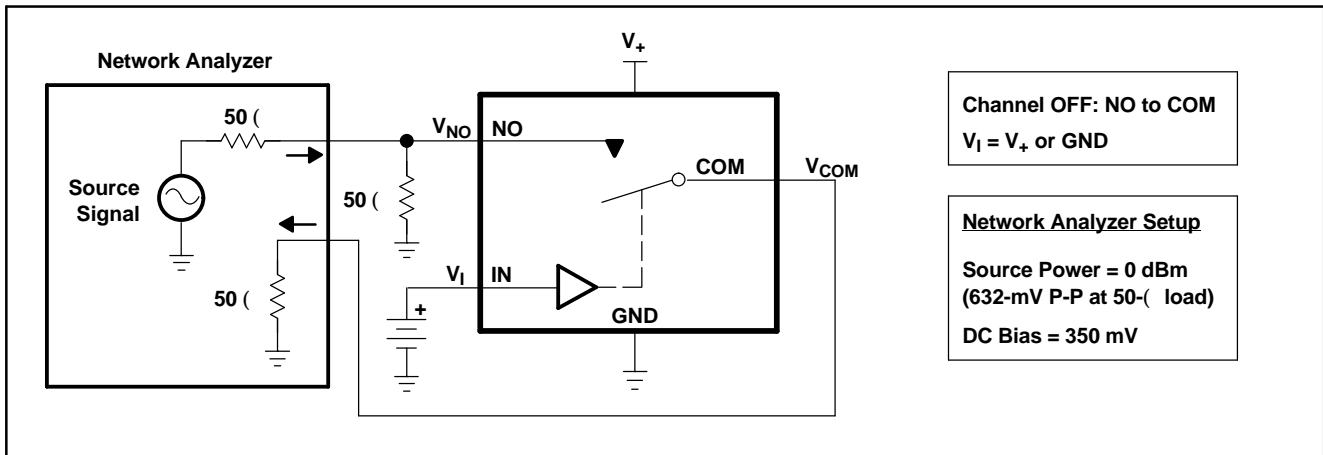 Network Analyzer
50 (
Source
Signal
50 (
50 (
V+
VNO
NO
COM
VCOM
VI
IN
+
GND
Channel OFF: NO to COM
VI = V+ or GND
Network Analyzer Setup
Source Power = 0 dBm
(632-mV P-P at 50-( load)
DC Bias = 350 mV